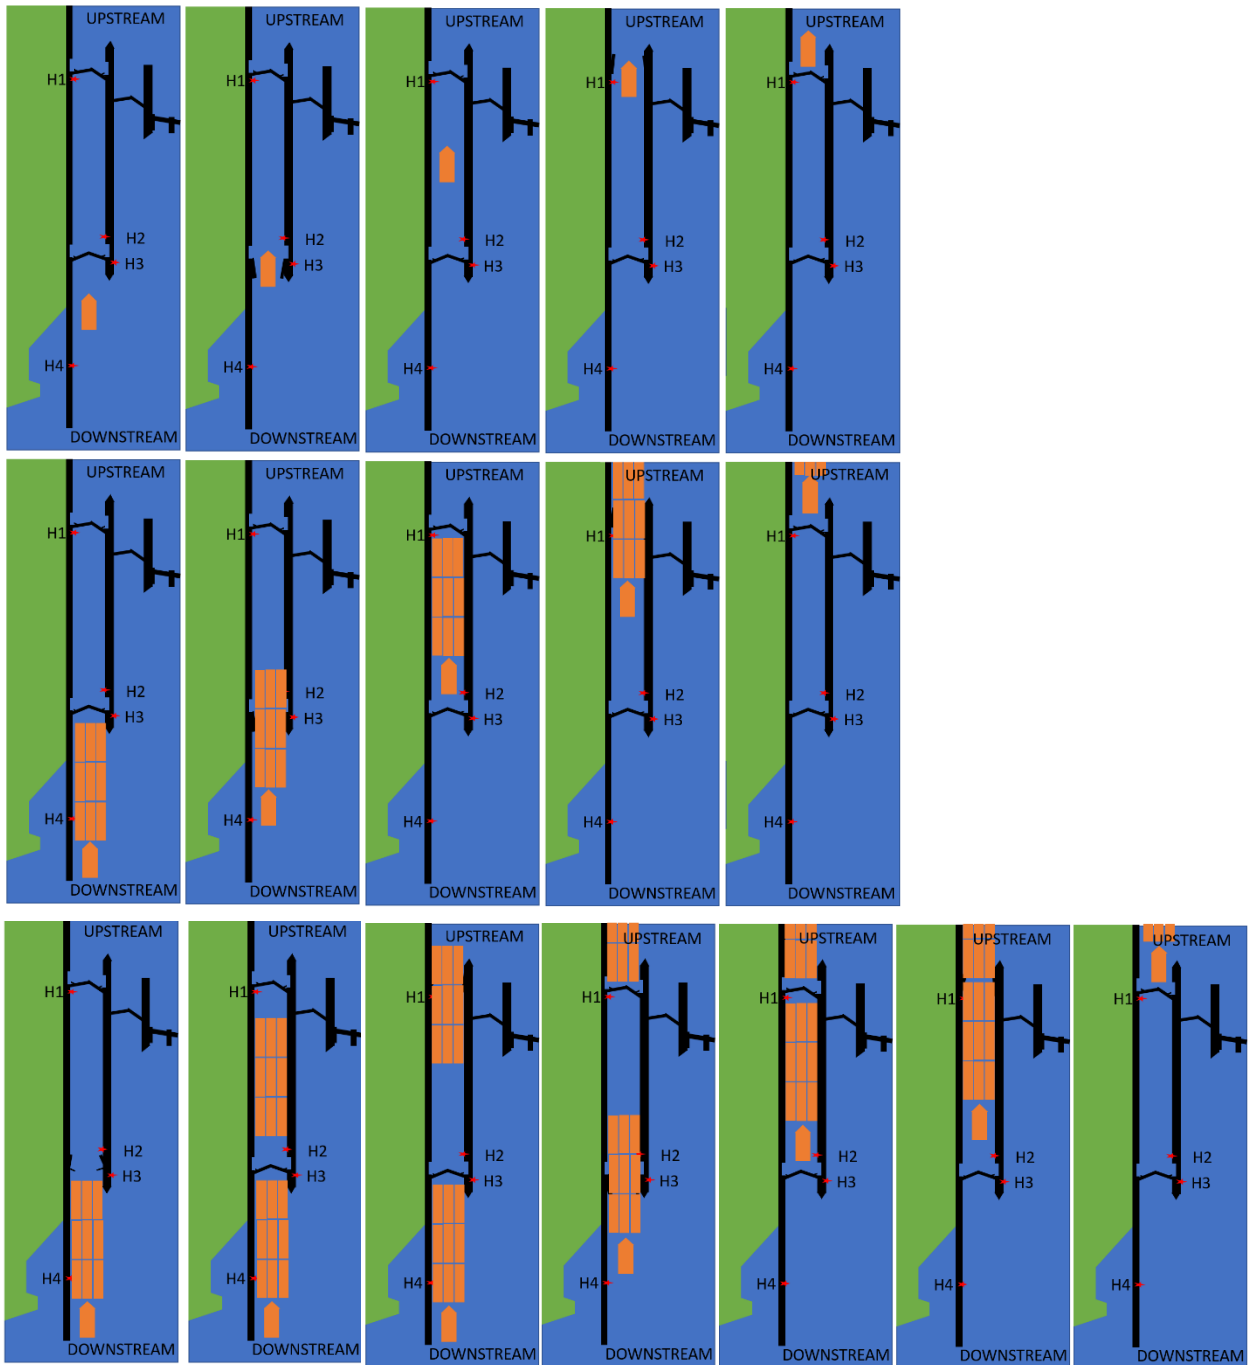 UPSTREAM UPSTREAM UPSTREAM UPSTREAM UPSTREAM
H1 H1 H1 H1 H1
H2 H2 H2 H2 H2
H3 H3 H3 H3 H3
H4 H4 H4 H4 H4
DOWNSTREAM DOWNSTREAM DOWNSTREAM DOWNSTREAM DOWNSTREAM
UPSTREAM UPSTREAM UPSTREAM UPSTREAM UPSTREAM
H1 H1 H1 H1 H1
H2 H2 H2 H2 H2
H3 H3 H3 H3 H3
H4 H4 H4 H4 H4
DOWNSTREAM DOWNSTREAM DOWNSTREAM DOWNSTREAM DOWNSTREAM
UPSTREAM UPSTREAM UPSTREAM UPSTREAM UPSTREAM UPSTREAM UPSTREAM
H1 H1 H1 H1 H1 H1 H1
H2 H2 H2 H2 H2 H2 H2
H3 H3 H3 H3 H3 H3 H3
H4 H4 H4 H4 H4 H4 H4
DOWNSTREAM DOWNSTREAM DOWNSTREAM DOWNSTREAM DOWNSTREAM DOWNSTREAM DOWNSTREAM